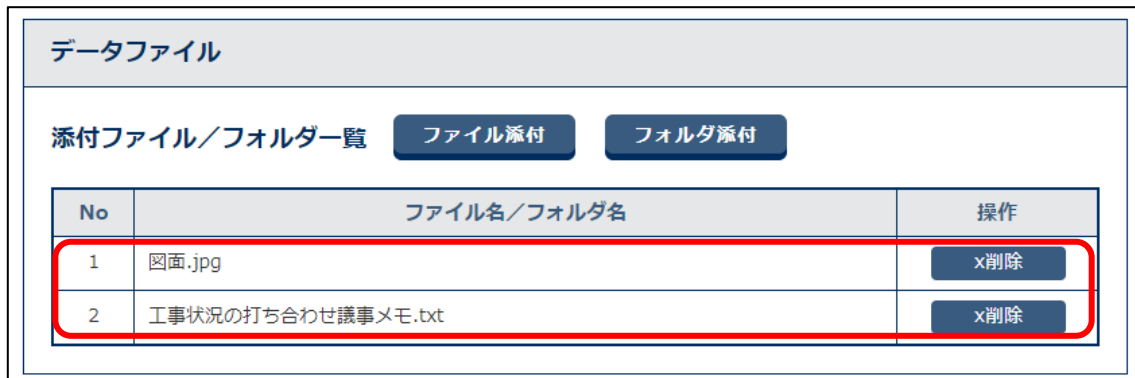 データファイル
添付ファイル／フォルダ一覧 ファイル添付 フォルダ添付
No ファイル名／フォルダ名 操作
1 図面.jpg x削除
2 工事状況の打ち合わせ議事メモ.txt x削除